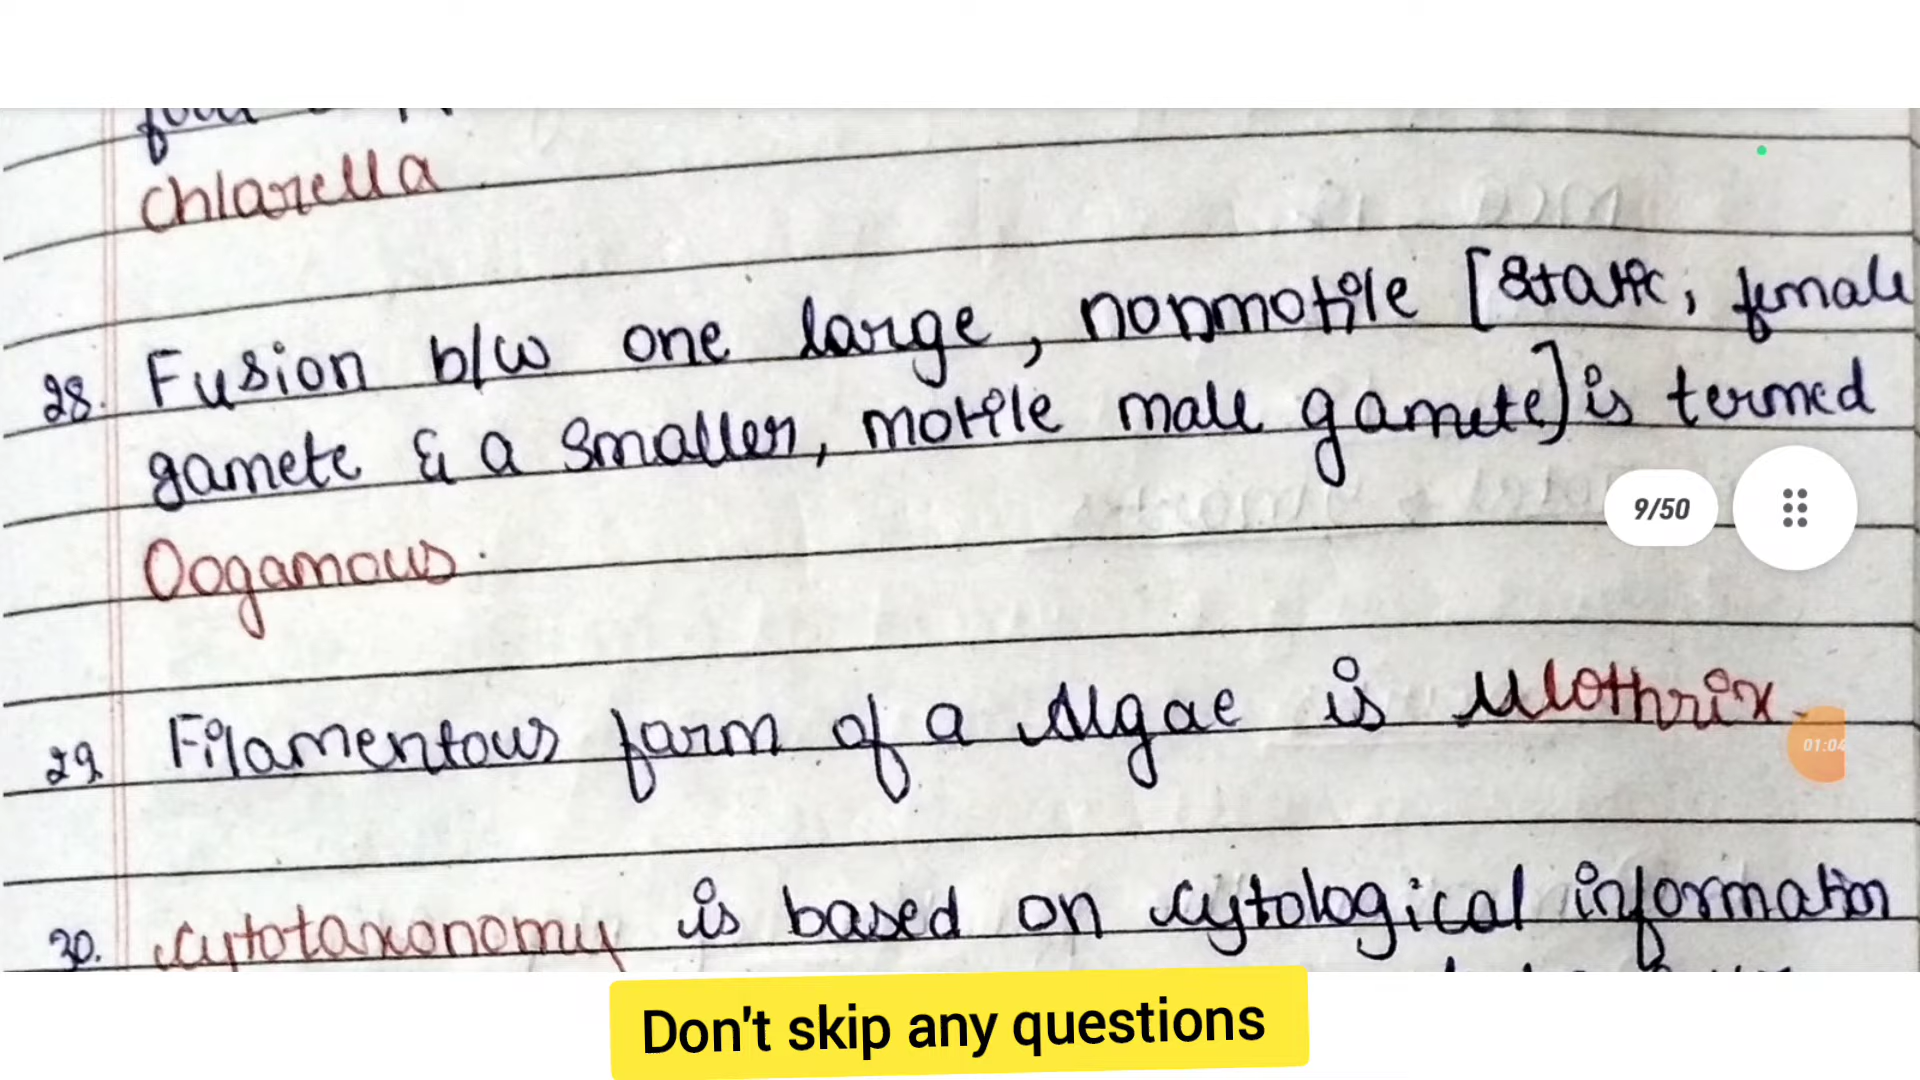 Chlorella
28. Fusion b/w one large, nonmotile [static, female
gamete & a smaller, motile male gamete] is termed
Oogamous.
9/50
29. Filamentous form of a Algae is Ulothrix.
01:04
30. Cytotaxonomy is based on cytological information
Don't skip any questions